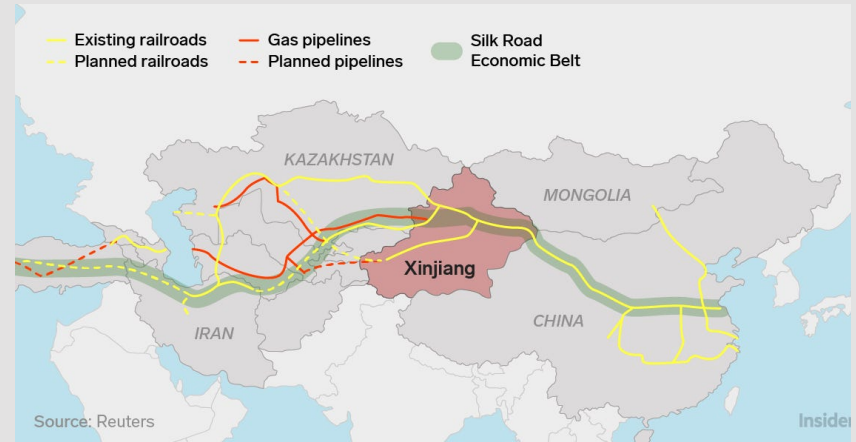 Existing railroads
Planned railroads
Gas pipelines
Planned pipelines
Silk Road
Economic Belt
KAZAKHSTAN
MONGOLIA
Xinjiang
CHINA
IRAN
Source: Reuters
Insider